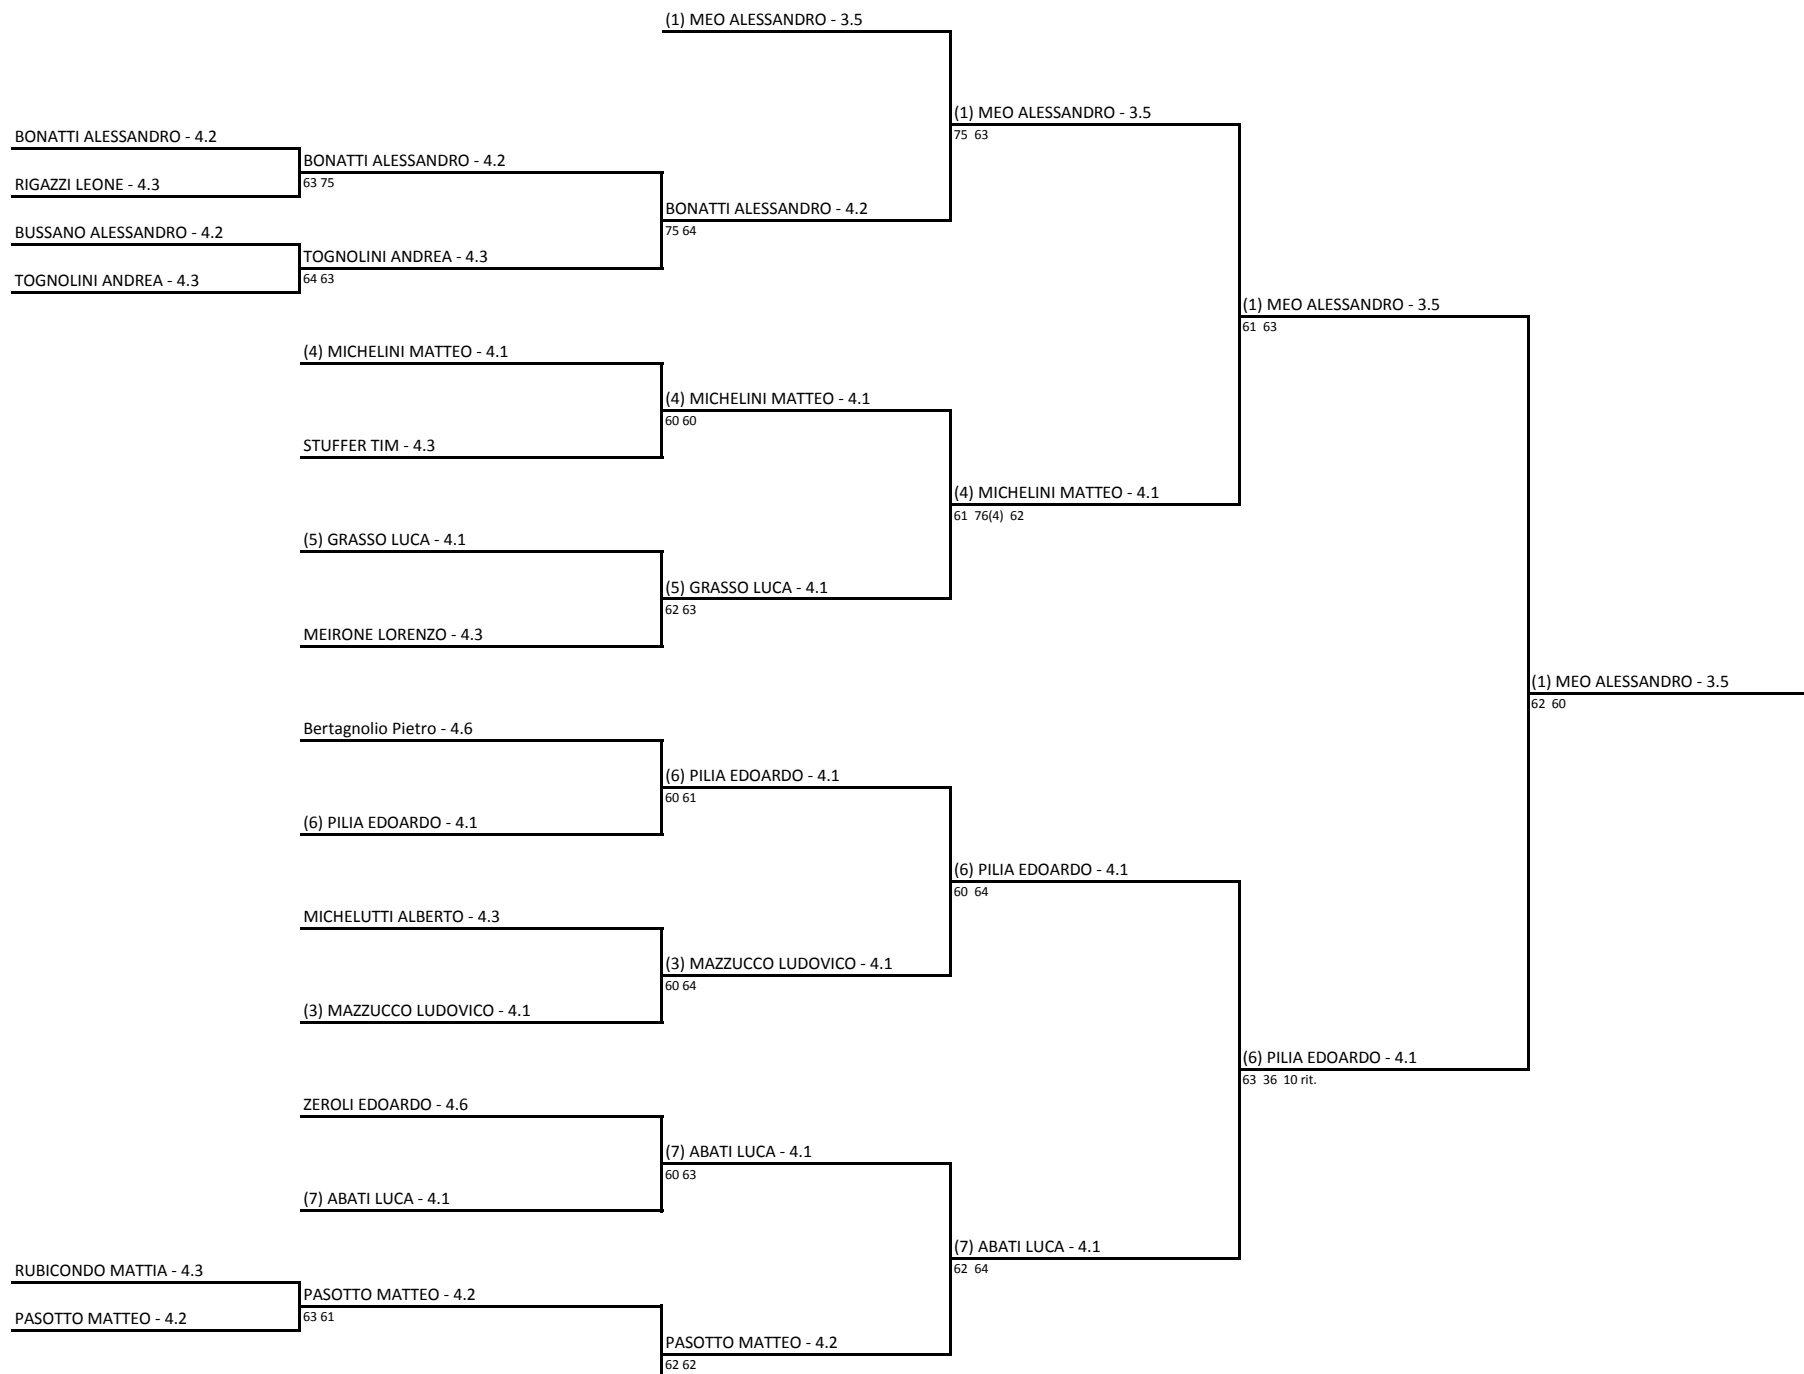 (1) MEO ALESSANDRO - 3.5
(1) MEO ALESSANDRO - 3.5
75  63
BONATTI ALESSANDRO - 4.2
BONATTI ALESSANDRO - 4.2
63 75
RIGAZZI LEONE - 4.3
BONATTI ALESSANDRO - 4.2
75 64
BUSSANO ALESSANDRO - 4.2
TOGNOLINI ANDREA - 4.3
64 63
TOGNOLINI ANDREA - 4.3
(1) MEO ALESSANDRO - 3.5
61  63
(4) MICHELINI MATTEO - 4.1
(4) MICHELINI MATTEO - 4.1
60 60
STUFFER TIM - 4.3
(4) MICHELINI MATTEO - 4.1
61  76(4)  62
(5) GRASSO LUCA - 4.1
(5) GRASSO LUCA - 4.1
62 63
MEIRONE LORENZO - 4.3
(1) MEO ALESSANDRO - 3.5
62  60
Bertagnolio Pietro - 4.6
(6) PILIA EDOARDO - 4.1
60 61
(6) PILIA EDOARDO - 4.1
(6) PILIA EDOARDO - 4.1
60  64
MICHELUTTI ALBERTO - 4.3
(3) MAZZUCCO LUDOVICO - 4.1
60 64
(3) MAZZUCCO LUDOVICO - 4.1
(6) PILIA EDOARDO - 4.1
63  36  10 rit.
ZEROLI EDOARDO - 4.6
(7) ABATI LUCA - 4.1
60 63
(7) ABATI LUCA - 4.1
(7) ABATI LUCA - 4.1
62  64
RUBICONDO MATTIA - 4.3
PASOTTO MATTEO - 4.2
63 61
PASOTTO MATTEO - 4.2
PASOTTO MATTEO - 4.2
62 62